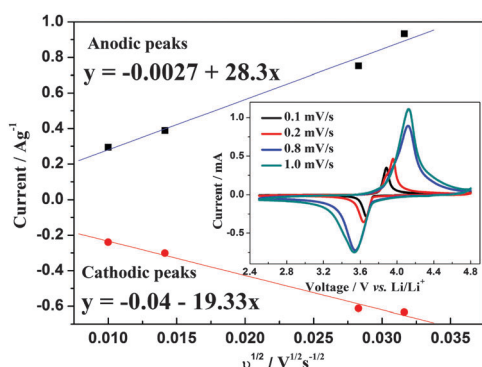 1.0
0.8
0.6
0.4
0.2
0.0
-0.2
-0.4
-0.6
Current / Ag⁻¹
Anodic peaks
y = -0.0027 + 28.3x
Cathodic peaks
y = -0.04 - 19.33x
0.010 0.015 0.020 0.025 0.030 0.035
υ^1/2 / V^1/2 s^-1/2
0.1 mV/s
0.2 mV/s
0.8 mV/s
1.0 mV/s
1.0
0.5
0.0
-0.5
Current / mA
2.4 3.0 3.6 4.2 4.8
Voltage / V vs. Li/Li⁺